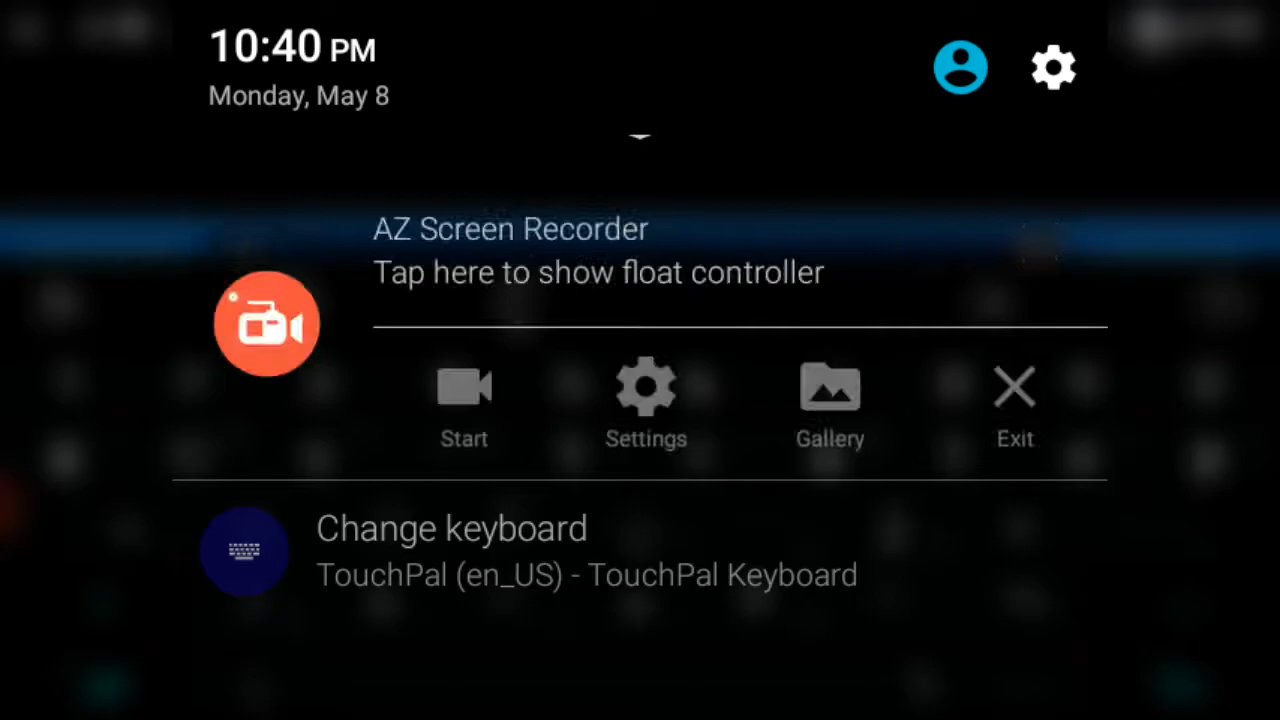 10:40 PM
Monday, May 8
AZ Screen Recorder
Tap here to show float controller
Start
Settings
Gallery
Exit
Change keyboard
TouchPal (en_US) - TouchPal Keyboard